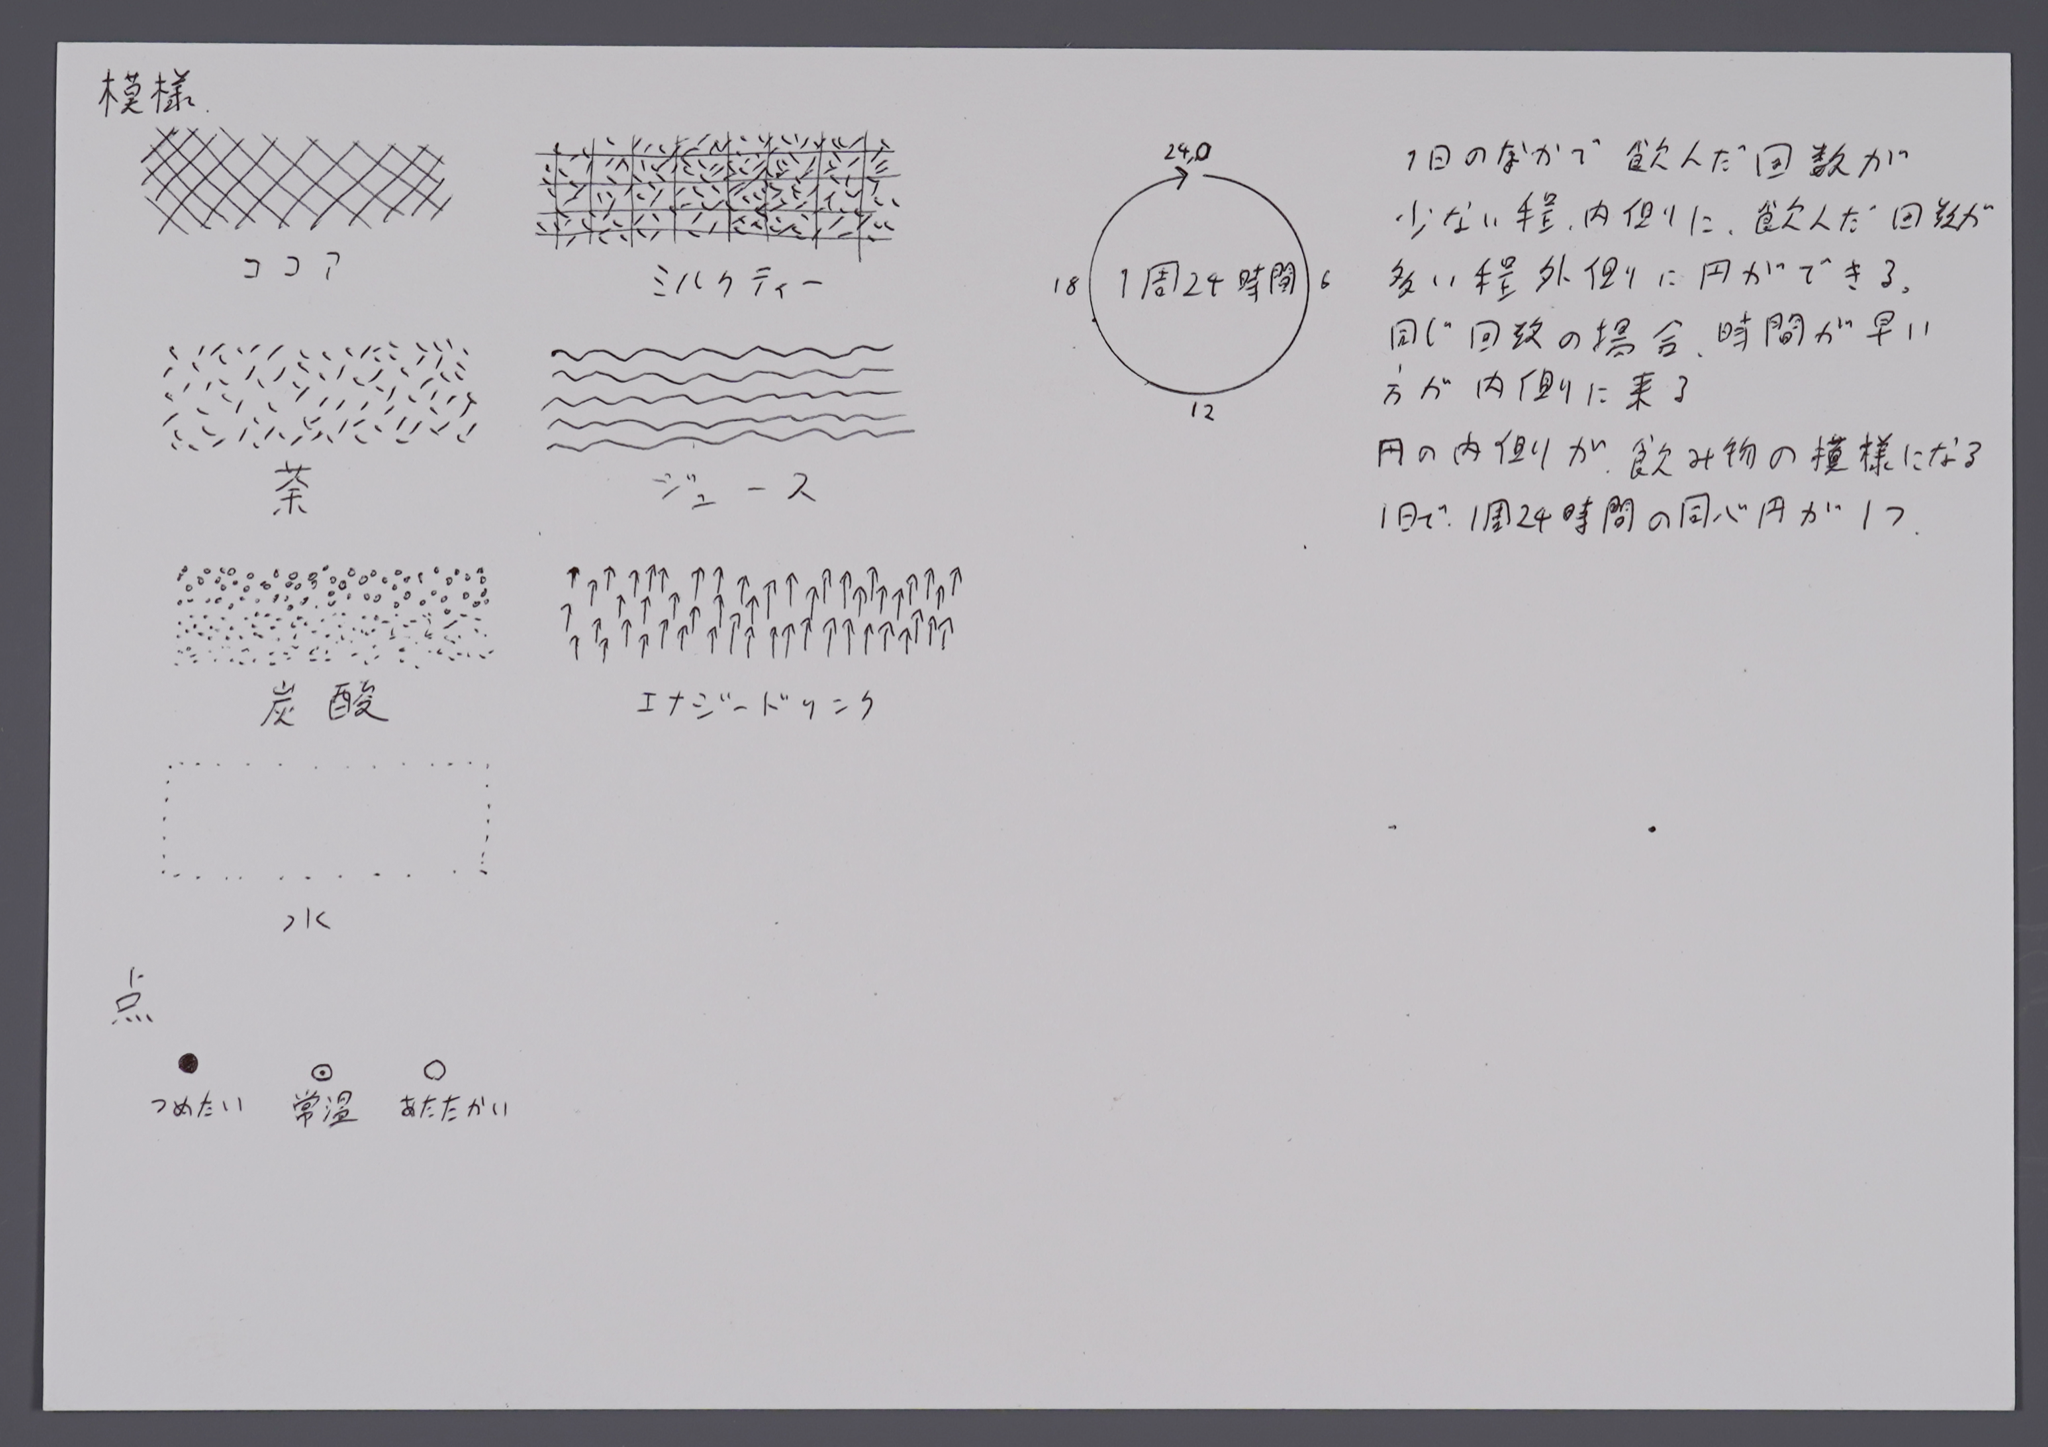 模様.
ココア
ミルクティー
茶
ジュース
炭酸
エナジードリンク
水
点
つめたい
常温
あたたかい
24,0
18
1周24時間
6
12
1日のなかで飲んだ回数が
少ない程、内側に、飲んだ回数が
多い程外側に円ができる。
同じ回数の場合、時間が早い
方が内側に来る
円の内側が、飲み物の模様になる
1日で、1周24時間の同心円が1つ.